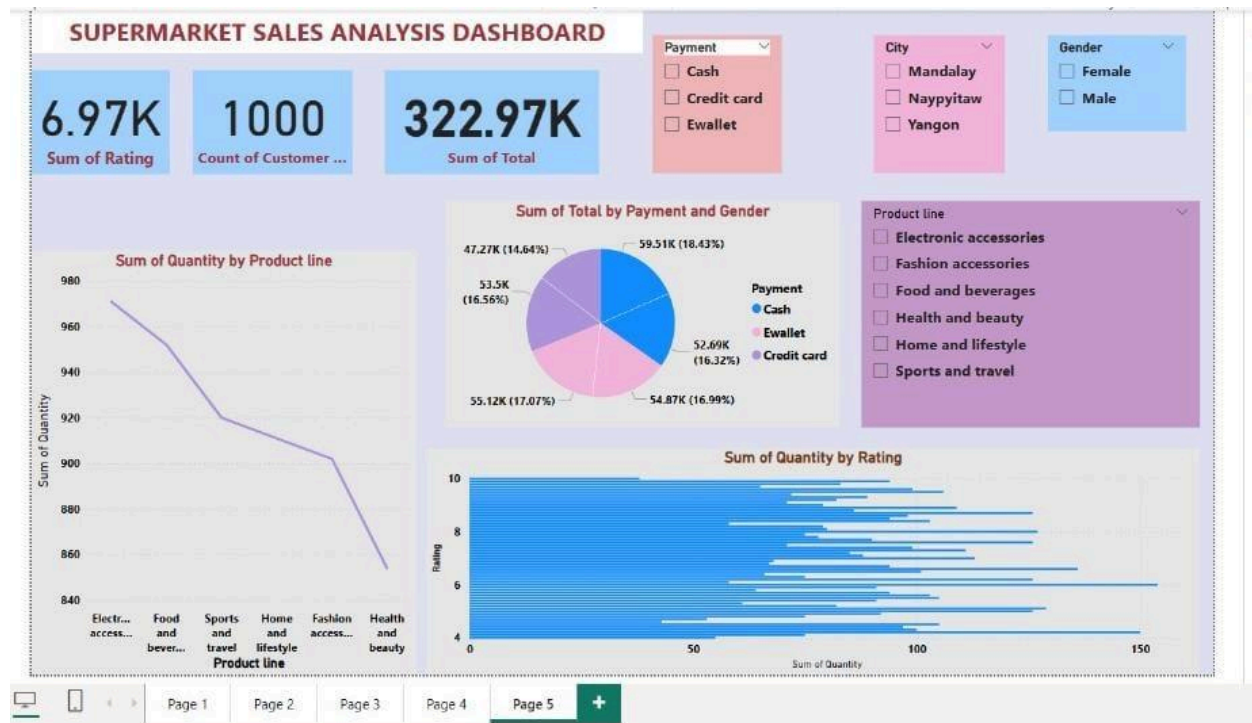 SUPERMARKET SALES ANALYSIS DASHBOARD
6.97K
Sum of Rating
1000
Count of Customer ...
322.97K
Sum of Total
Payment
Cash
Credit card
Ewallet
City
Mandalay
Naypyitaw
Yangon
Gender
Female
Male
Sum of Quantity by Product line
980
960
940
920
900
880
860
840
Sum of Quantity
Electr...
access...
Food
and
bever...
Sports
and
travel
Home
and
lifestyle
Fashion
access...
Health
and
beauty
Product line
Sum of Total by Payment and Gender
47.27K (14.64%)
59.51K (18.43%)
53.5K
(16.56%)
52.69K
(16.32%)
55.12K (17.07%)
54.87K (16.99%)
Payment
Cash
Ewallet
Credit card
Product line
Electronic accessories
Fashion accessories
Food and beverages
Health and beauty
Home and lifestyle
Sports and travel
Sum of Quantity by Rating
10
8
6
4
Rating
0
50
100
150
Sum of Quantity
Page 1
Page 2
Page 3
Page 4
Page 5
+